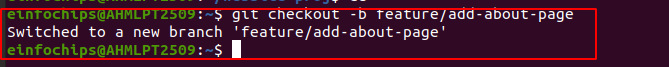 einfochips@AHMLPT2509:~$ git checkout -b feature/add-about-page
Switched to a new branch 'feature/add-about-page'
einfochips@AHMLPT2509:~$